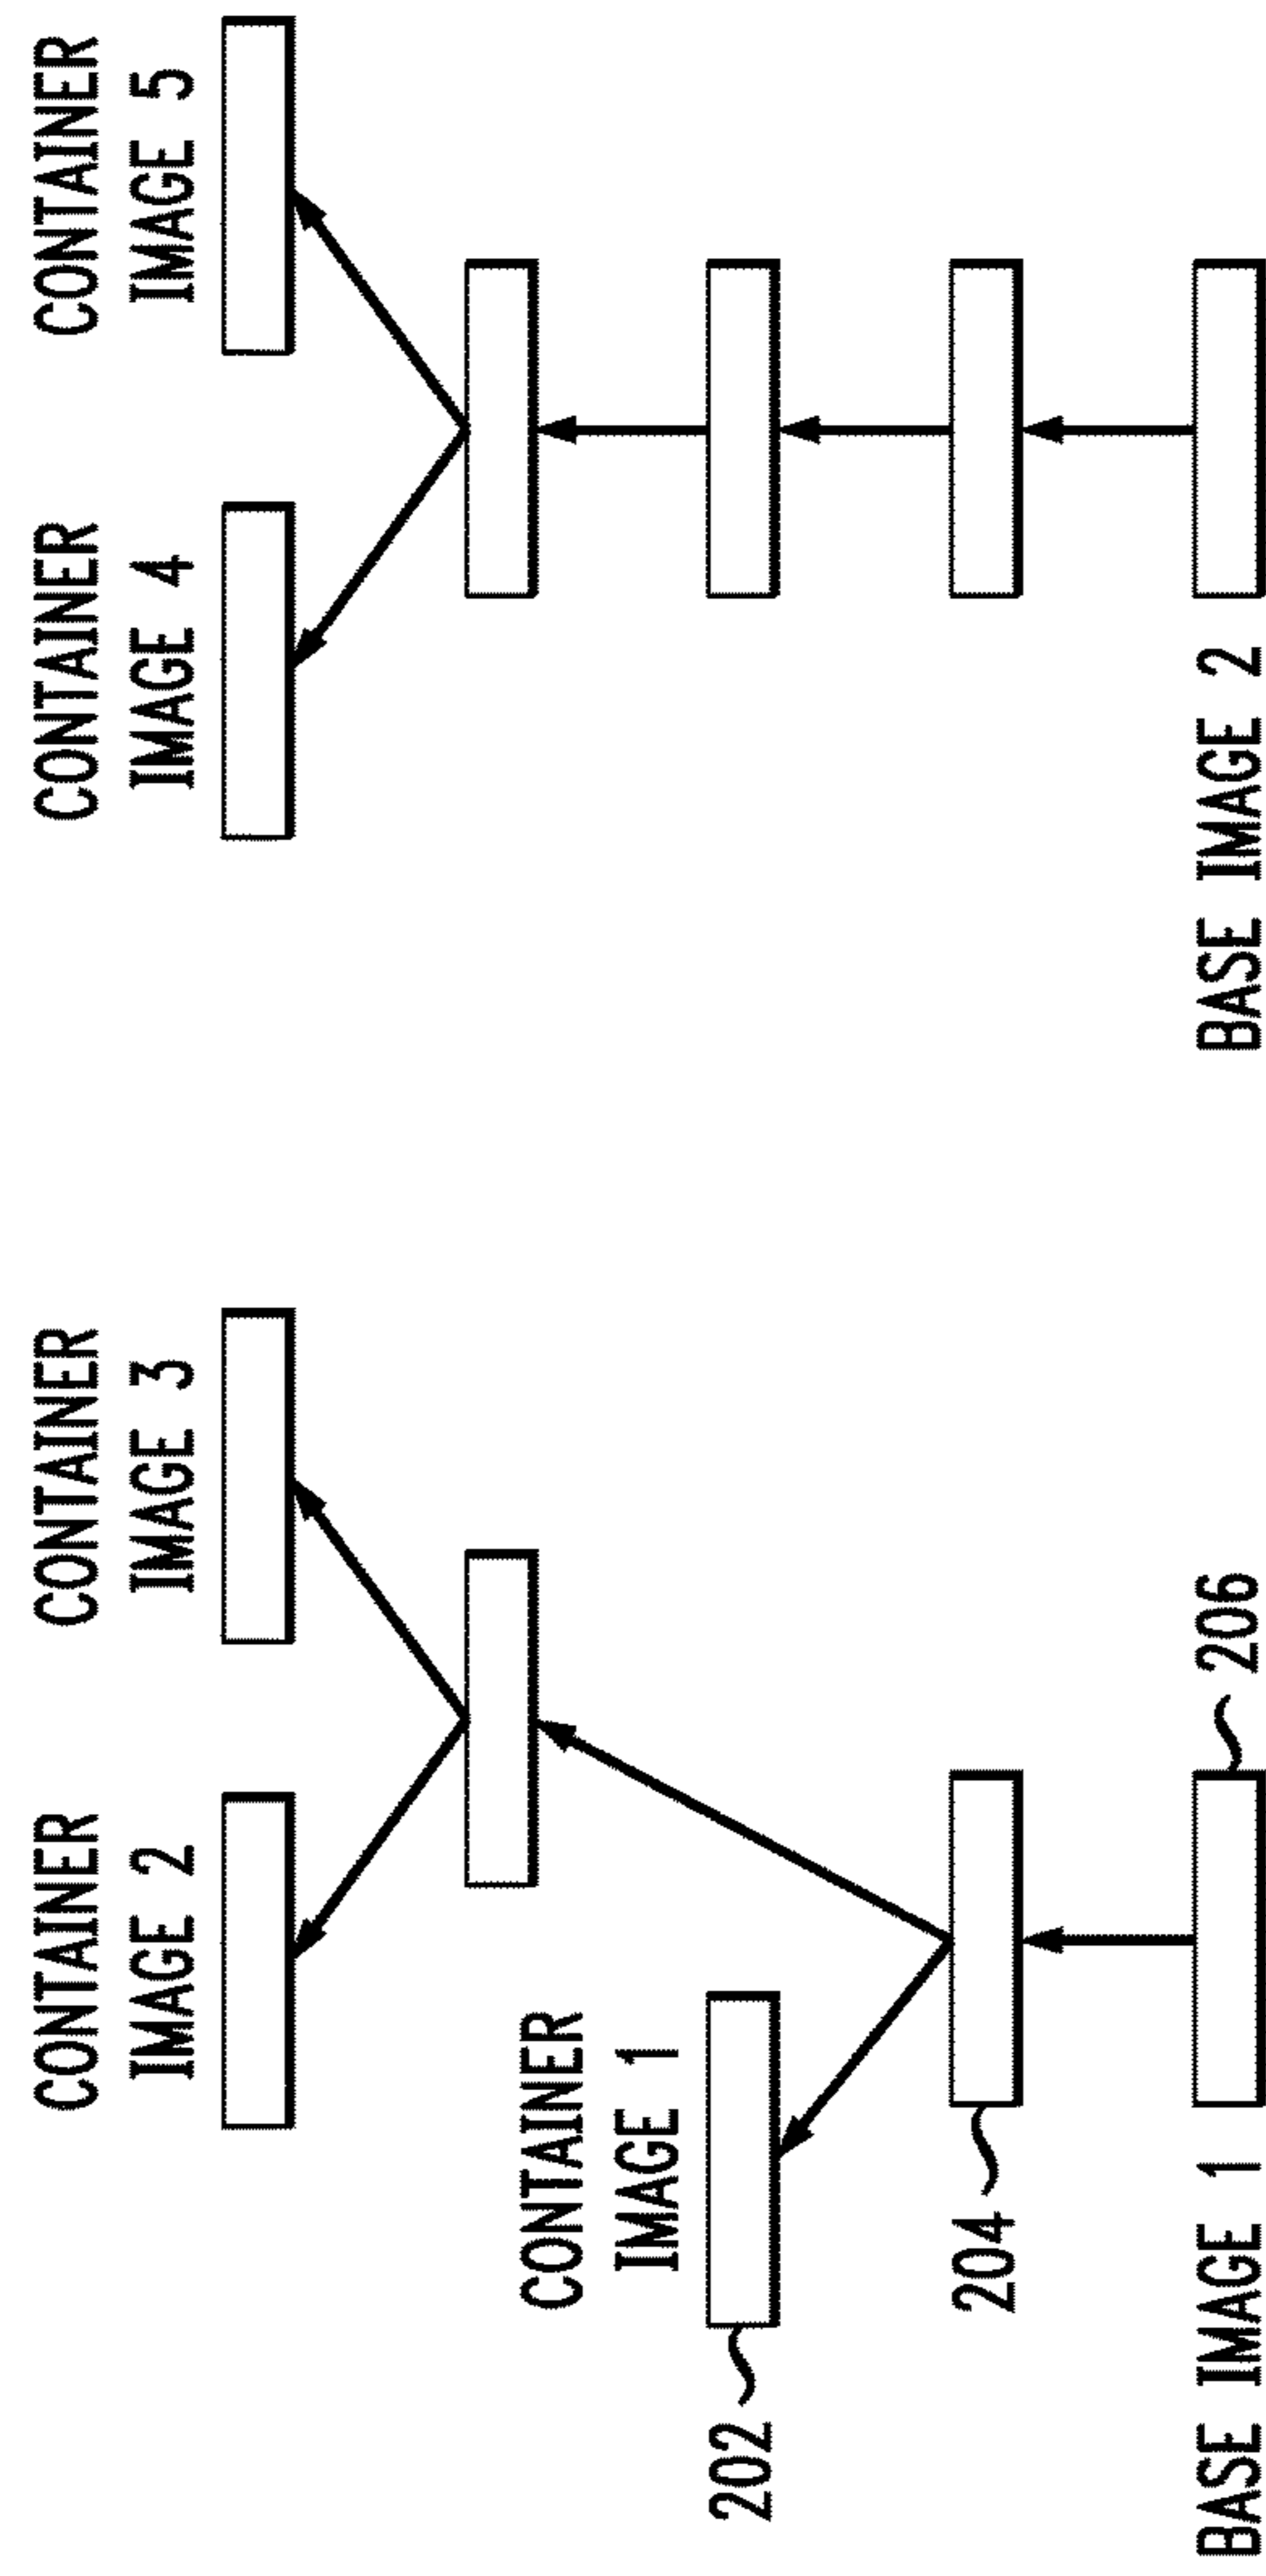 CONTAINER
IMAGE 2
CONTAINER
IMAGE 3
CONTAINER
IMAGE 4
CONTAINER
IMAGE 5
CONTAINER
IMAGE 1
202
204
BASE IMAGE 1
206
BASE IMAGE 2